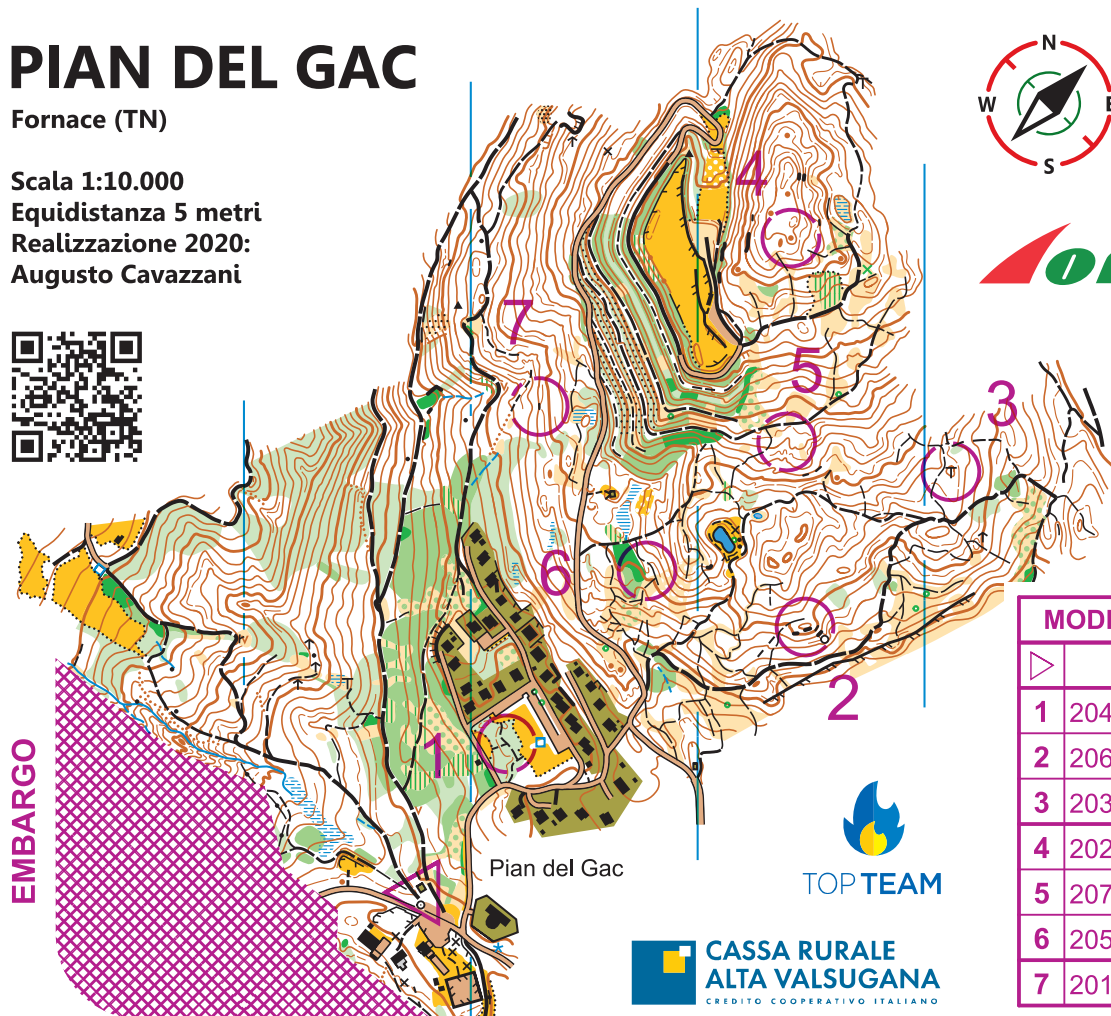 PIAN DEL GAC
Fornace (TN)
Scala 1:10.000
Equidistanza 5 metri
Realizzazione 2020:
Augusto Cavazzani
N
W
E
S
4
7
5
3
6
2
1
EMBARGO
Pian del Gac
TOP TEAM
CASSA RURALE
ALTA VALSUGANA
CREDITO COOPERATIVO ITALIANO
1 204
2 206
3 203
4 202
5 207
6 205
7 201